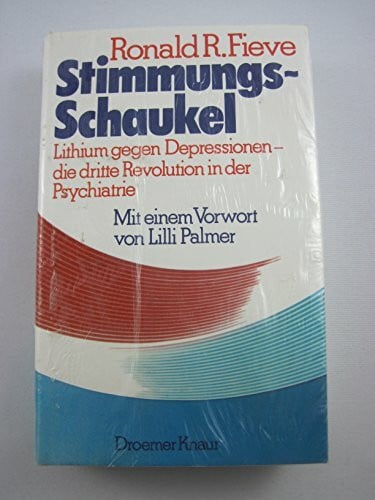 Ronald R. Fieve
Stimmungs-
Schaukel
Lithium gegen Depressionen –
die dritte Revolution in der
Psychiatrie
Mit einem Vorwort
von Lilli Palmer
Droemer Knaur